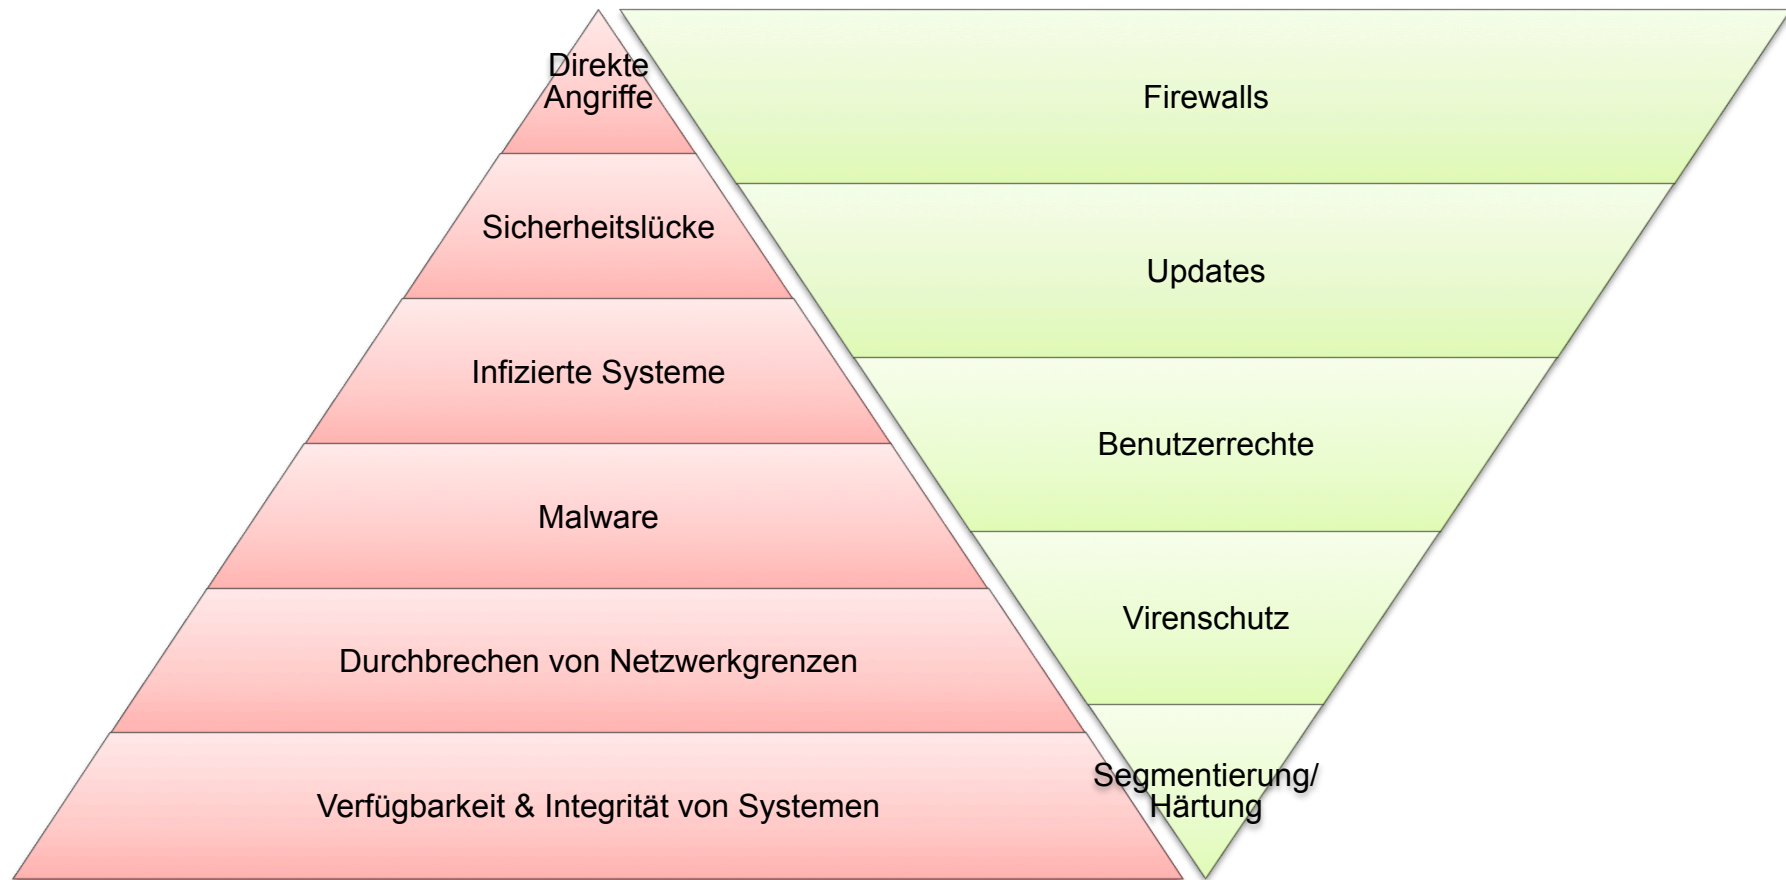 Direkte
Angriffe
Sicherheitslücke
Infizierte Systeme
Malware
Durchbrechen von Netzwerkgrenzen
Verfügbarkeit & Integrität von Systemen
Firewalls
Updates
Benutzerrechte
Virenschutz
Segmentierung/
Härtung